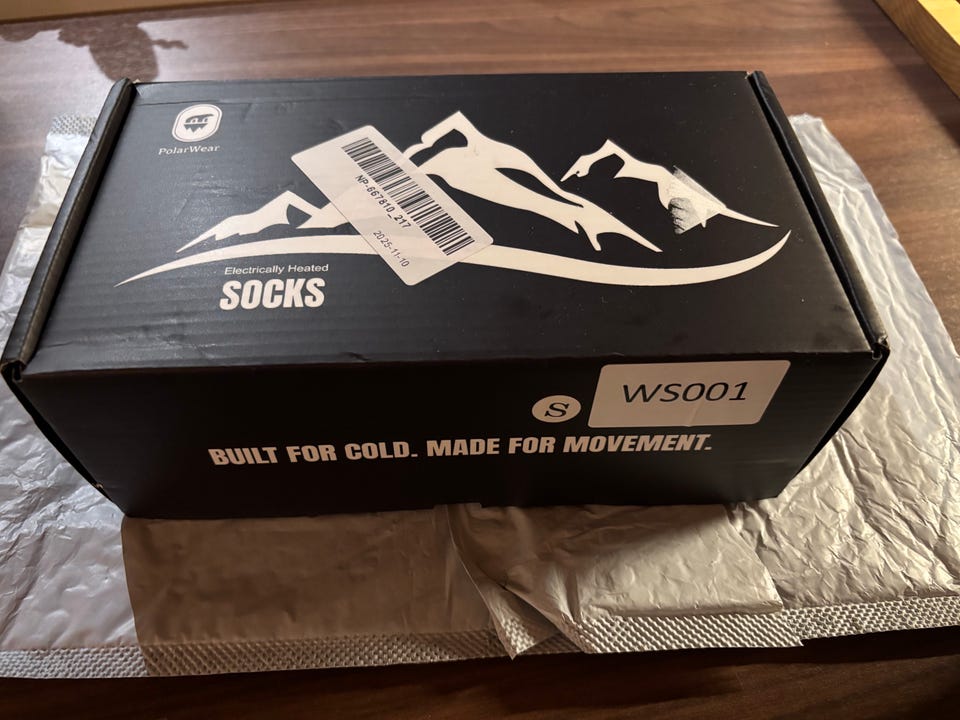 PolarWear
NP-667810_217
2025-11-10
Electrically Heated
SOCKS
S
WS001
BUILT FOR COLD. MADE FOR MOVEMENT.